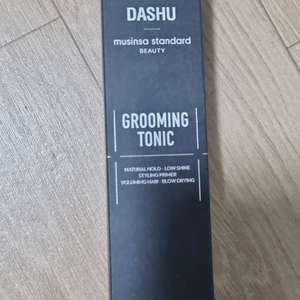 DASHU
musinsa standard
BEAUTY
GROOMING
TONIC
NATURAL HOLD · LOW SHINE
STYLING PRIMER
VOLUMING HAIR · BLOW DRYING